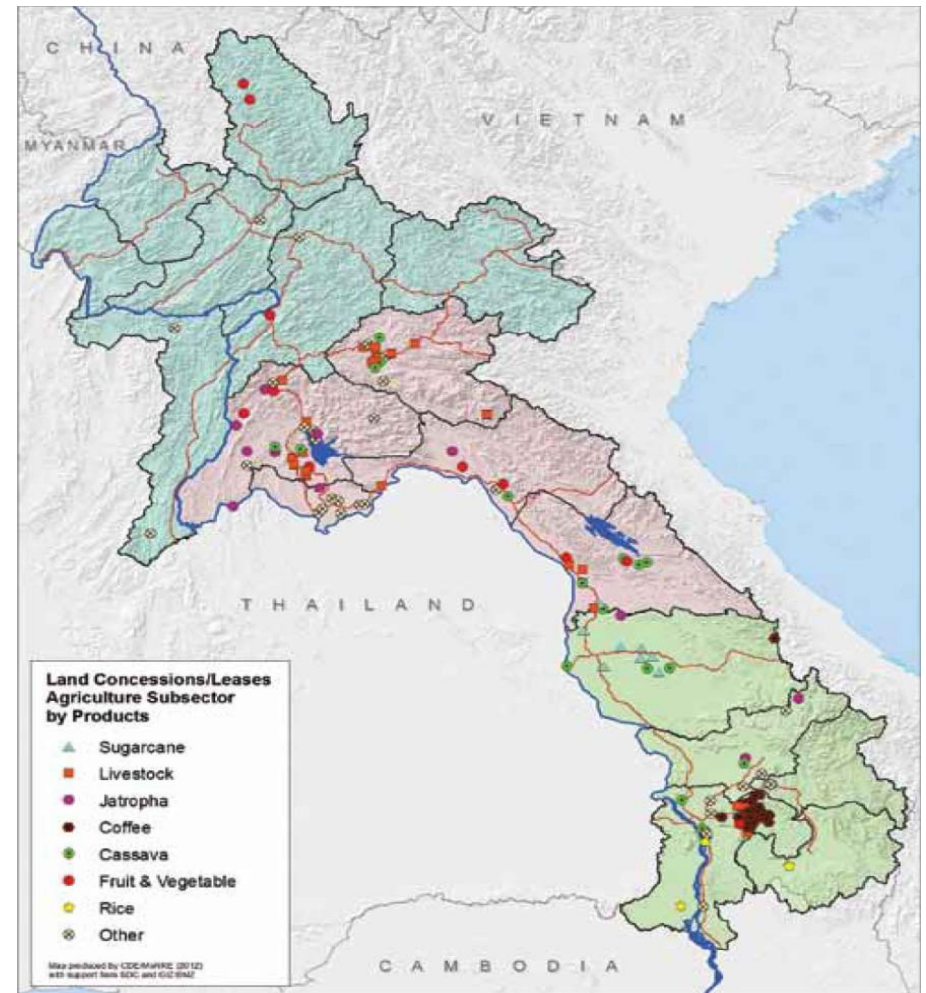 CHINA
VIETNAM
MYANMAR
THAILAND
Land Concessions/Leases
Agriculture Subsector
by Products
Sugarcane
Livestock
Jatropha
Coffee
Cassava
Fruit & Vegetable
Rice
Other
Map produced by CDE/MoNRE (2012)
with support from SDC and GIZ/BMZ
CAMBODIA